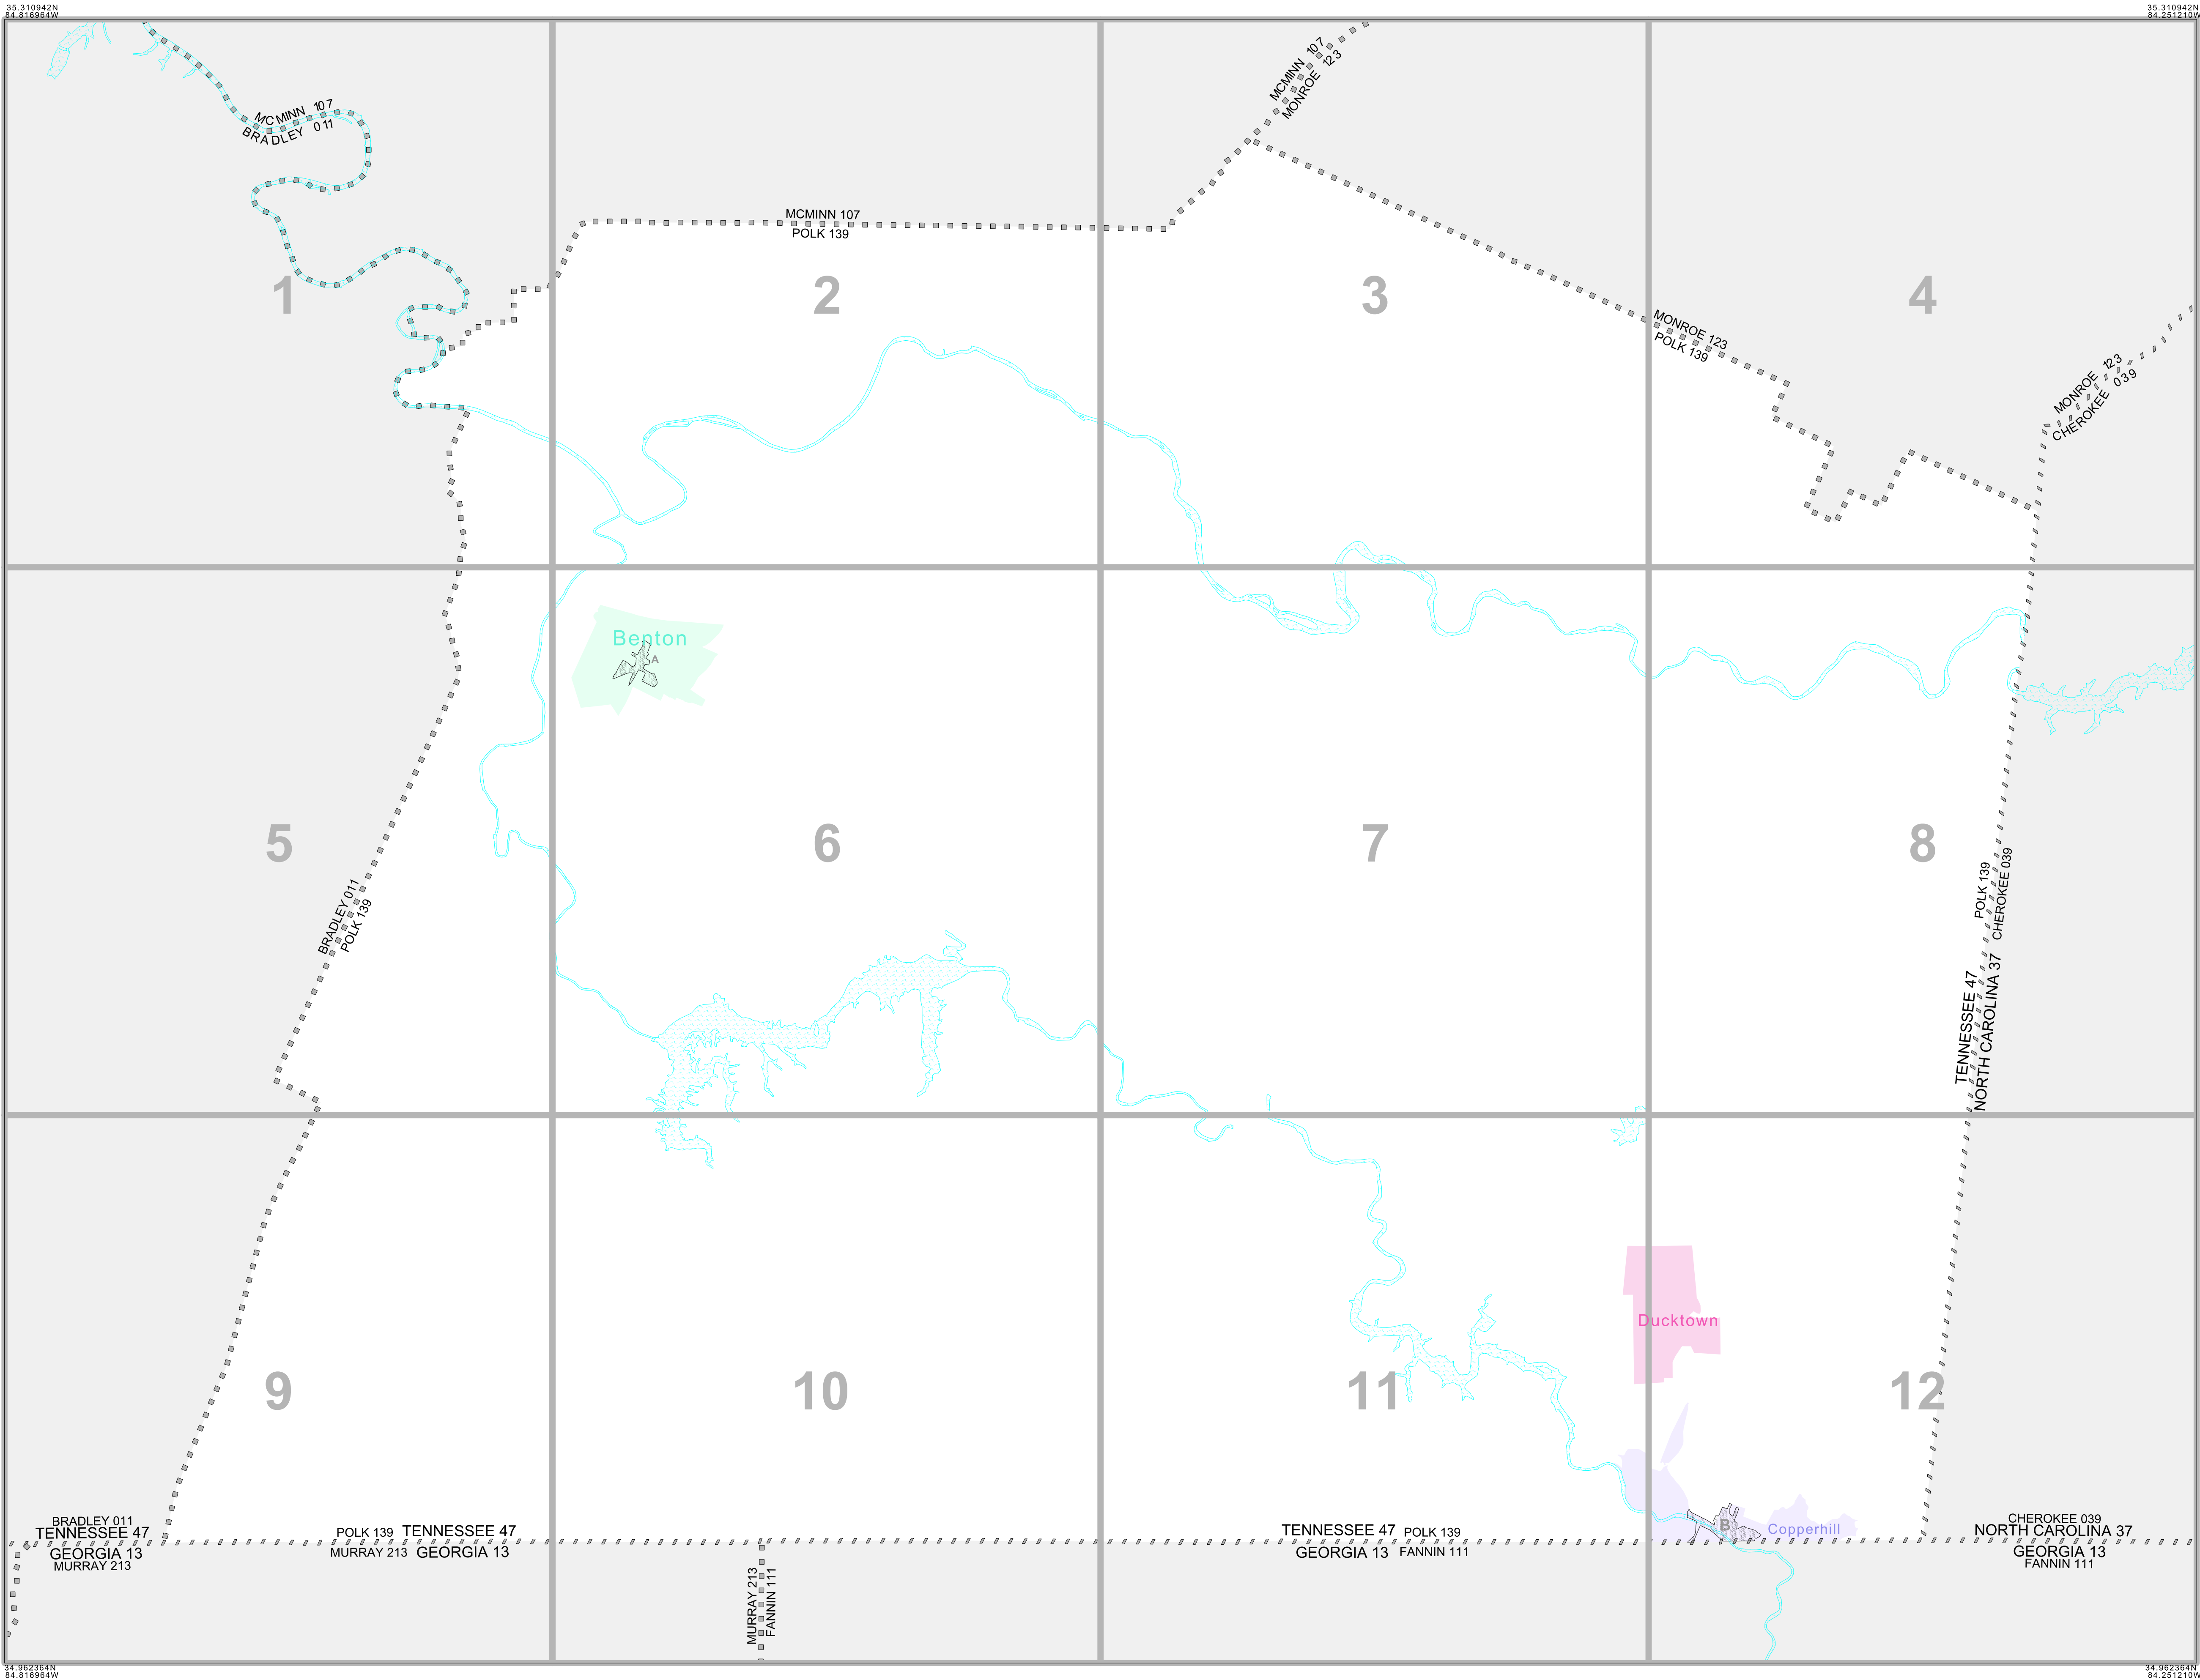 35.310942N
84.816964W
35.310942N
84.251210W
MCMINN 107
MONROE 123
MCMINN 107
BRADLEY 011
MCMINN 107
POLK 139
1
2
3
4
MONROE 123
POLK 139
MONROE 123
CHEROKEE 039
Benton
A
5
6
7
8
BRADLEY 011
POLK 139
POLK 139
CHEROKEE 039
TENNESSEE 47
NORTH CAROLINA 37
Ducktown
9
10
11
12
BRADLEY 011
TENNESSEE 47
GEORGIA 13
MURRAY 213
POLK 139 TENNESSEE 47
MURRAY 213 GEORGIA 13
TENNESSEE 47 POLK 139
GEORGIA 13 FANNIN 111
B
Copperhill
CHEROKEE 039
NORTH CAROLINA 37
GEORGIA 13
FANNIN 111
MURRAY 213
FANNIN 111
34.962364N
84.816964W
34.962364N
84.251210W